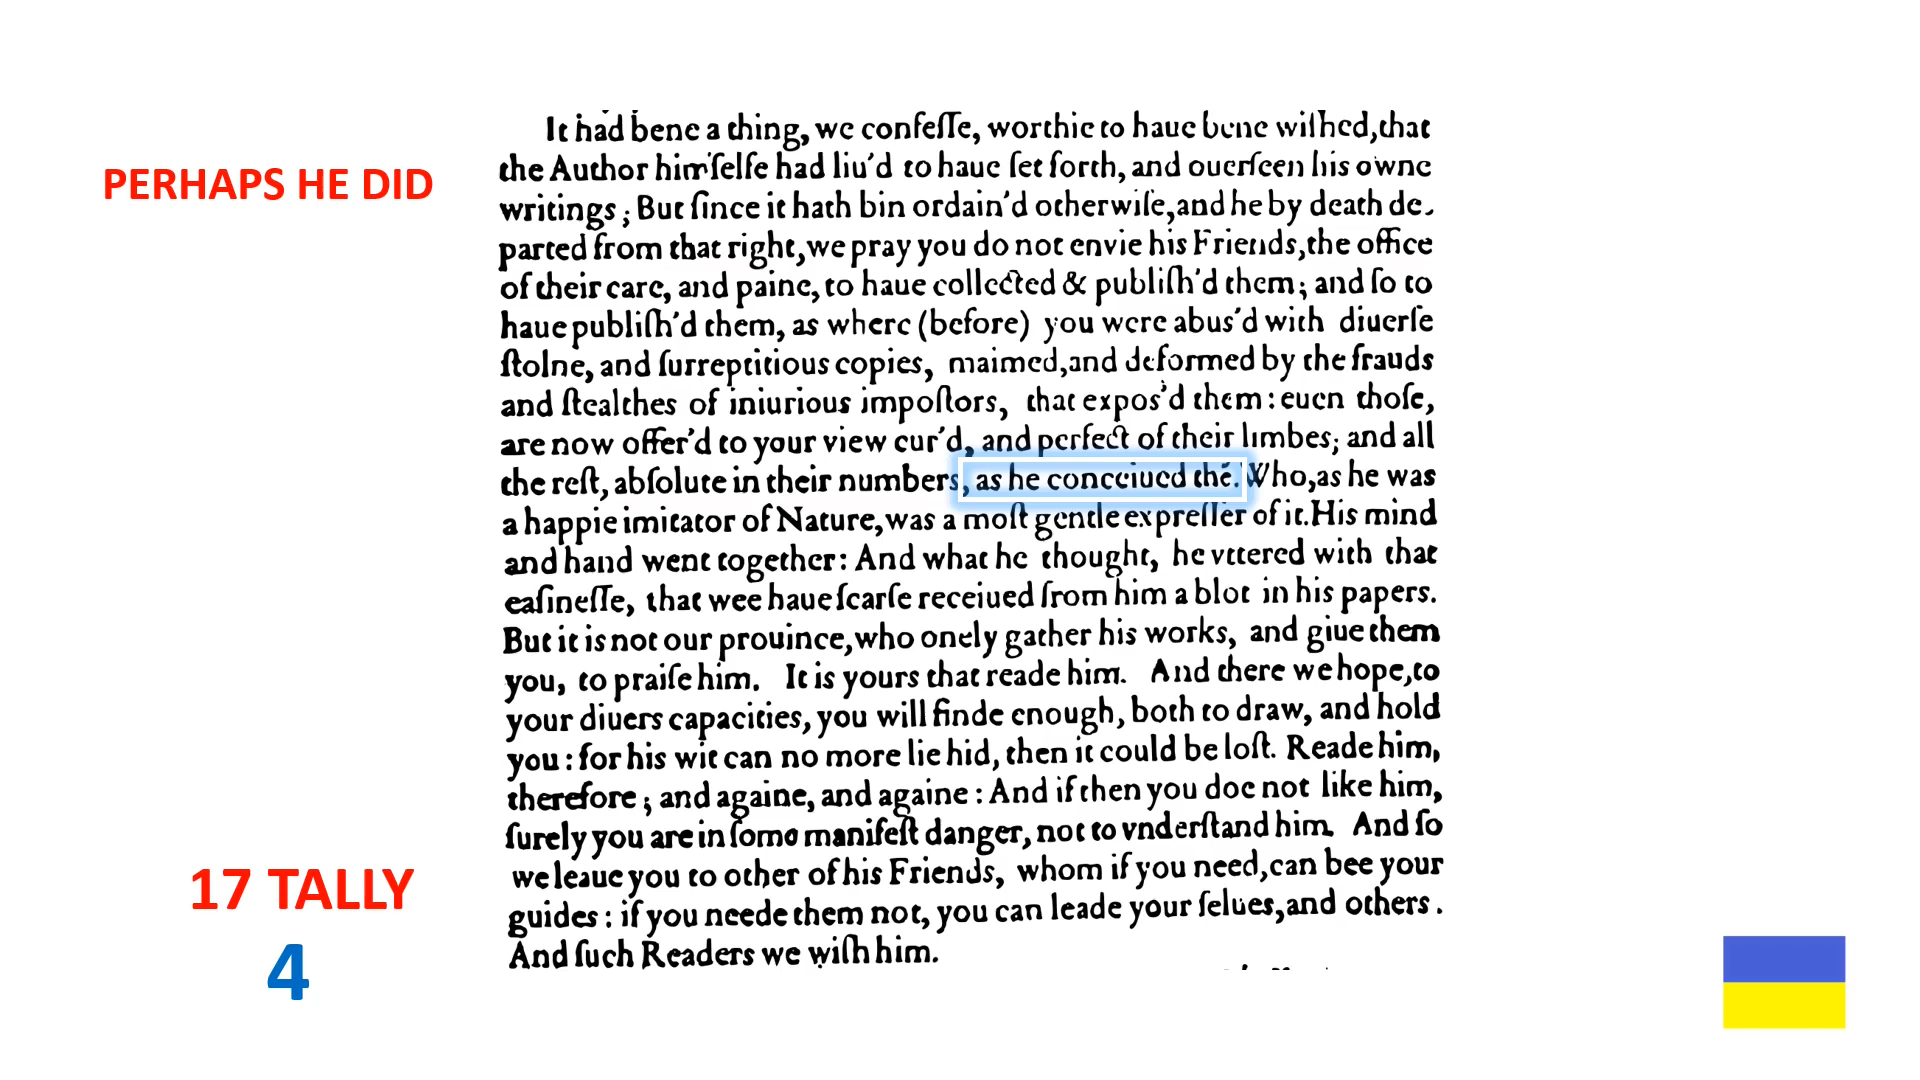 It had bene a thing, we confeſſe, worthie to haue bene wiſhed, that
the Author himſelfe had liu'd to haue ſet forth, and ouerſeen his owne
writings; But ſince it hath bin ordain'd otherwiſe, and he by death de-
parted from that right, we pray you do not envie his Friends, the office
of their care, and paine, to haue collected & publiſh'd them; and ſo to
haue publiſh'd them, as where (before) you were abus'd with diuerſe
ſtolne, and ſurreptitious copies, maimed, and deformed by the frauds
and ſtealthes of iniurious impoſtors, that expos'd them: euen thoſe,
are now offer'd to your view cur'd, and perfect of their limbes; and all
the reſt, abſolute in their numbers, as he conceiued thē. Who, as he was
a happie imitator of Nature, was a moſt gentle expreſſer of it. His mind
and hand went together: And what he thought, he vttered with that
eaſineſſe, that wee haue ſcarſe receiued from him a blot in his papers.
But it is not our prouince, who onely gather his works, and giue them
you, to praiſe him. It is yours that reade him. And there we hope, to
your diuers capacities, you will finde enough, both to draw, and hold
you: for his wit can no more lie hid, then it could be loſt. Reade him,
therefore; and againe, and againe: And if then you doe not like him,
ſurely you are in ſome manifeſt danger, not to vnderſtand him. And ſo
we leaue you to other of his Friends, whom if you need, can bee your
guides: if you neede them not, you can leade your ſelues, and others.
And ſuch Readers we wiſh him.
PERHAPS HE DID
17 TALLY
4